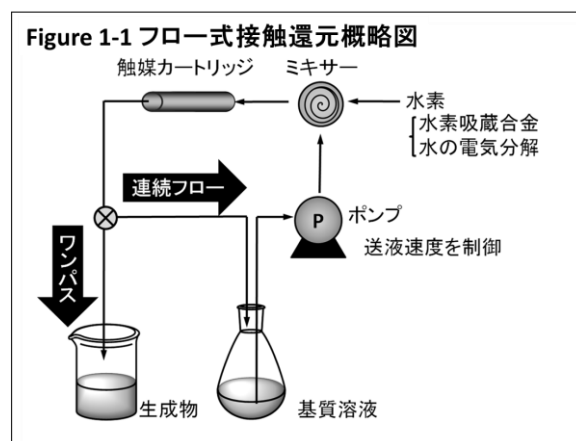 Figure 1-1 フロー式接触還元概略図
触媒カートリッジ
ミキサー
水素
水素吸蔵合金
水の電気分解
連続フロー
P
ポンプ
送液速度を制御
ワンパス
生成物
基質溶液